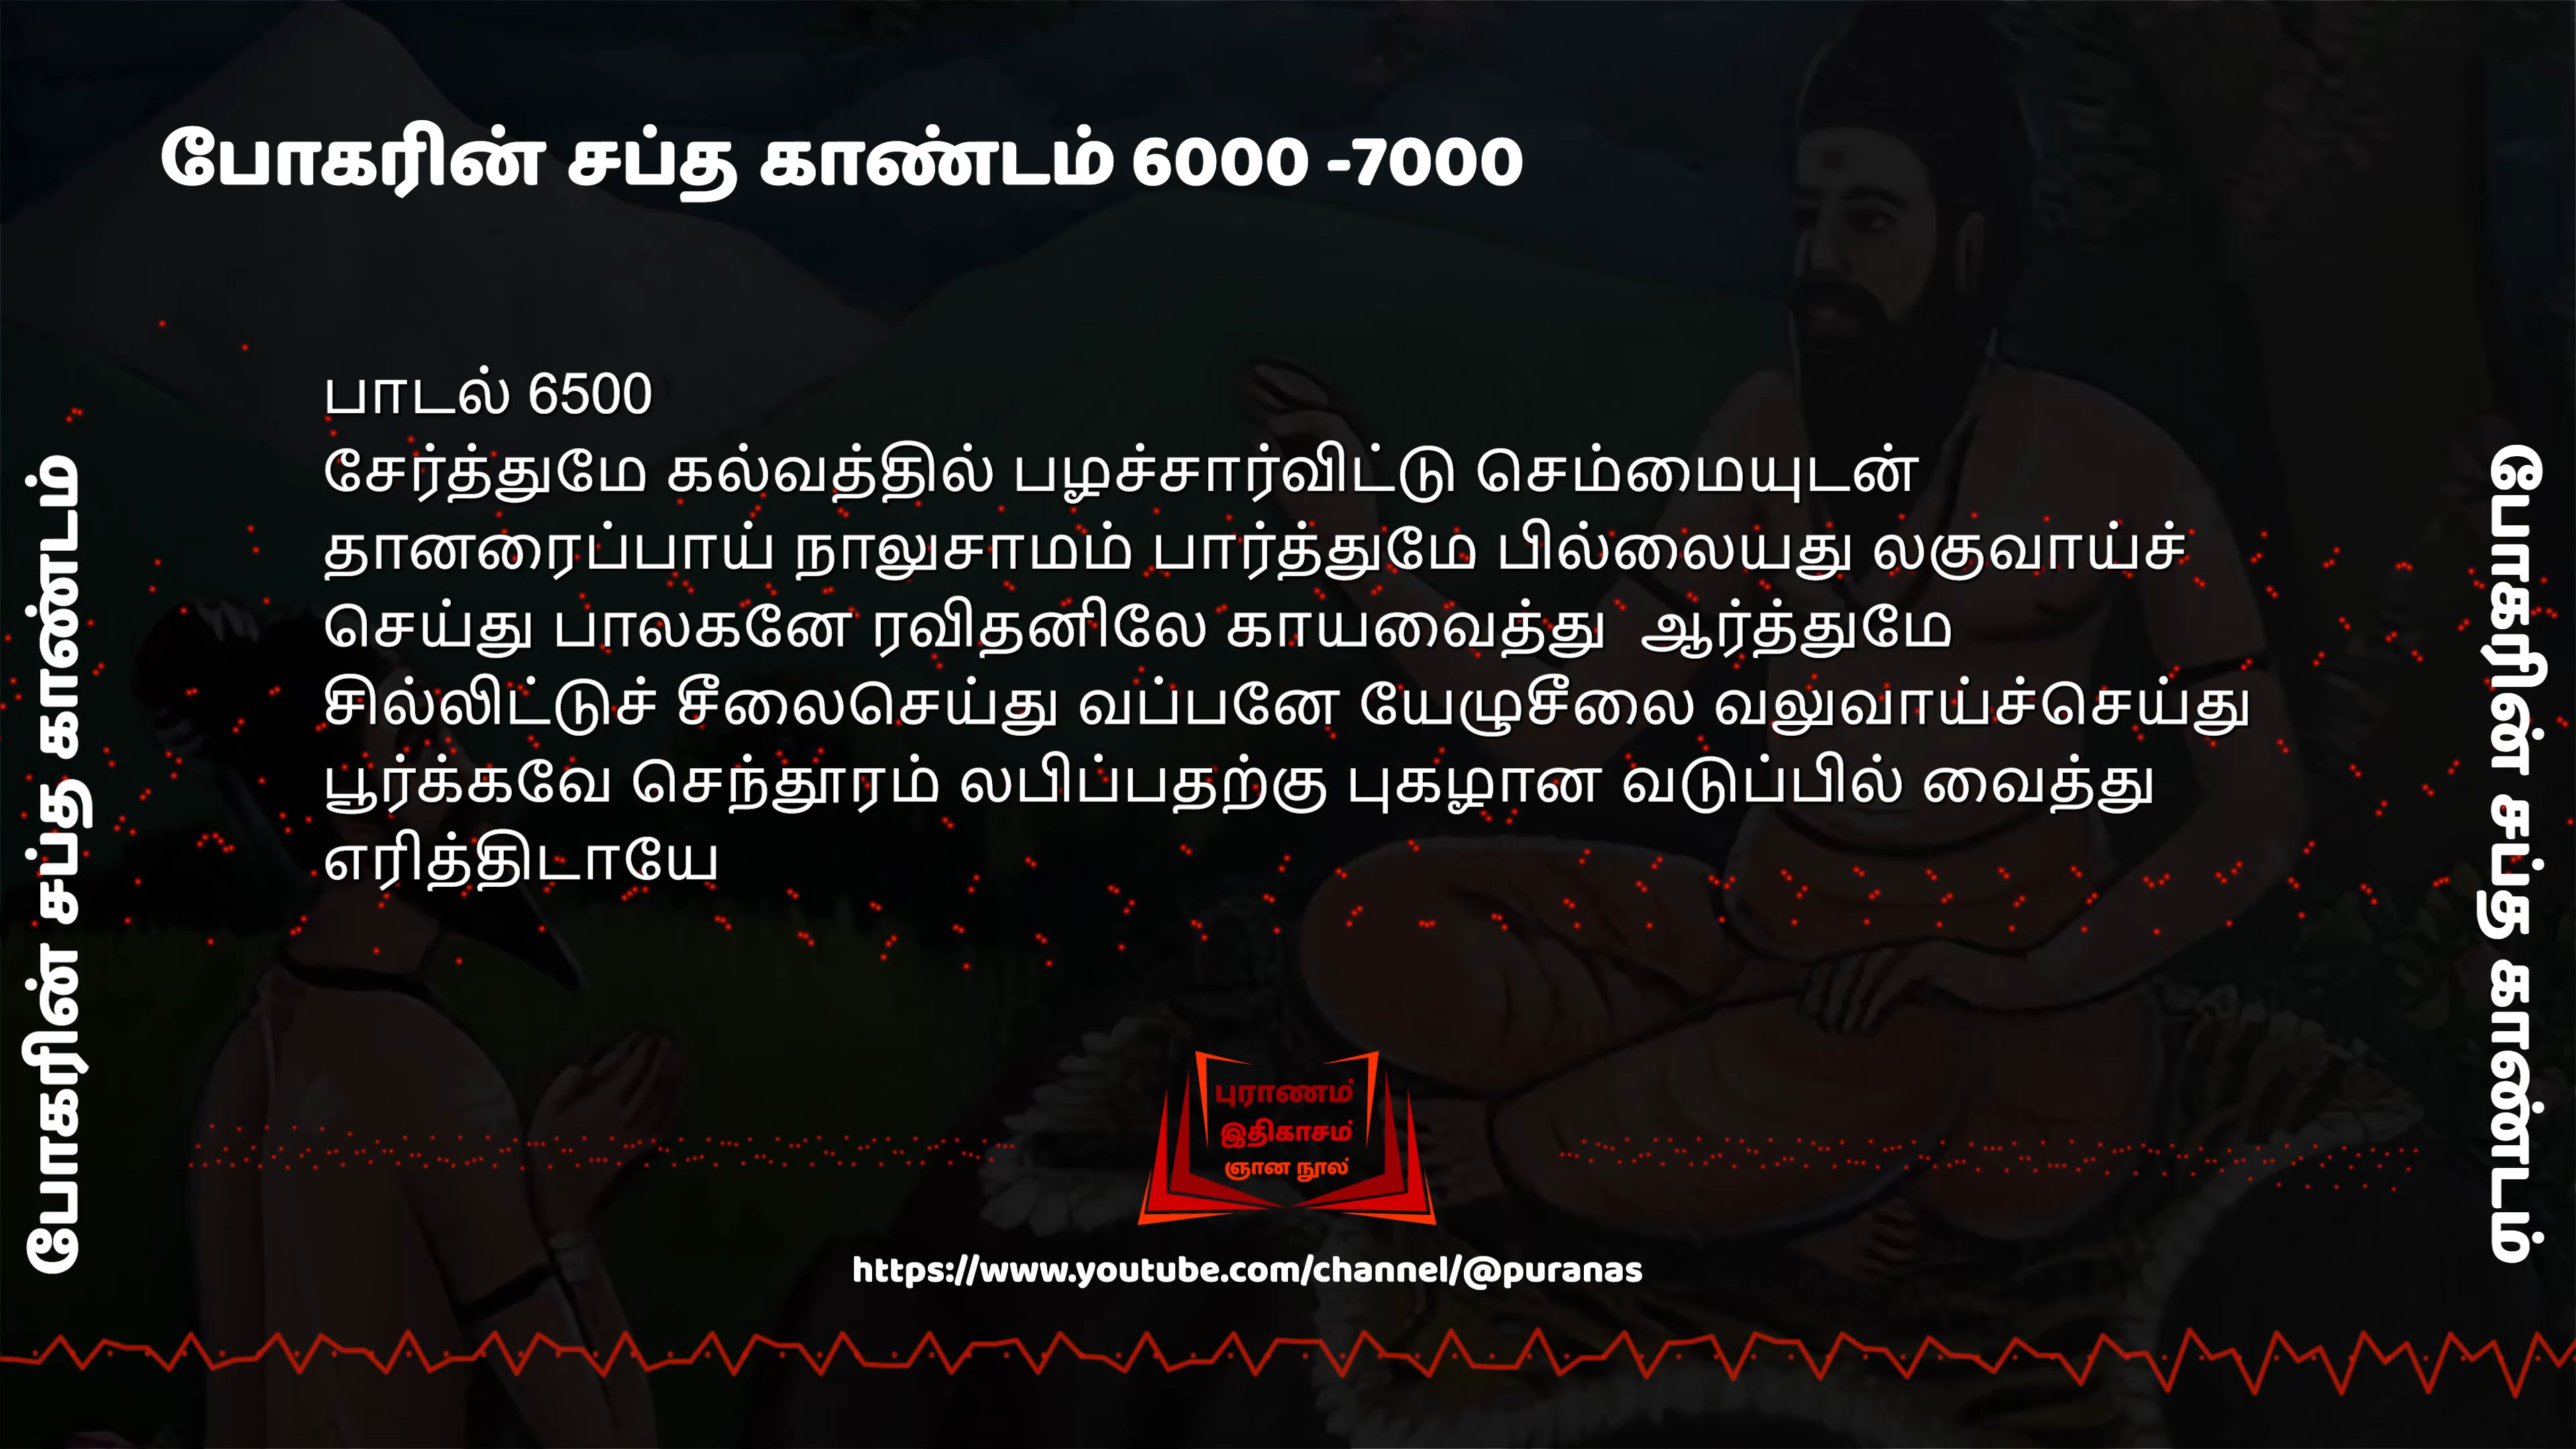 போகரின் சப்த காண்டம் 6000 -7000
பாடல் 6500
சேர்த்துமே கல்வத்தில் பழச்சார்விட்டு செம்மையுடன்
தானரைப்பாய் நாலுசாமம் பார்த்துமே பில்லையது லகுவாய்ச்
செய்து பாலகனே ரவிதனிலே காயவைத்து ஆர்த்துமே
சில்லிட்டுச் சீலைசெய்து வப்பனே யேழுசீலை வலுவாய்ச்செய்து
பூர்க்கவே செந்தூரம் லபிப்பதற்கு புகழான வடுப்பில் வைத்து
எரித்திடாயே
போகரின் சப்த காண்டம்
போகரின் சப்த காண்டம்
புராணம்
இதிகாசம்
ஞான நூல்
https://www.youtube.com/channel/@puranas